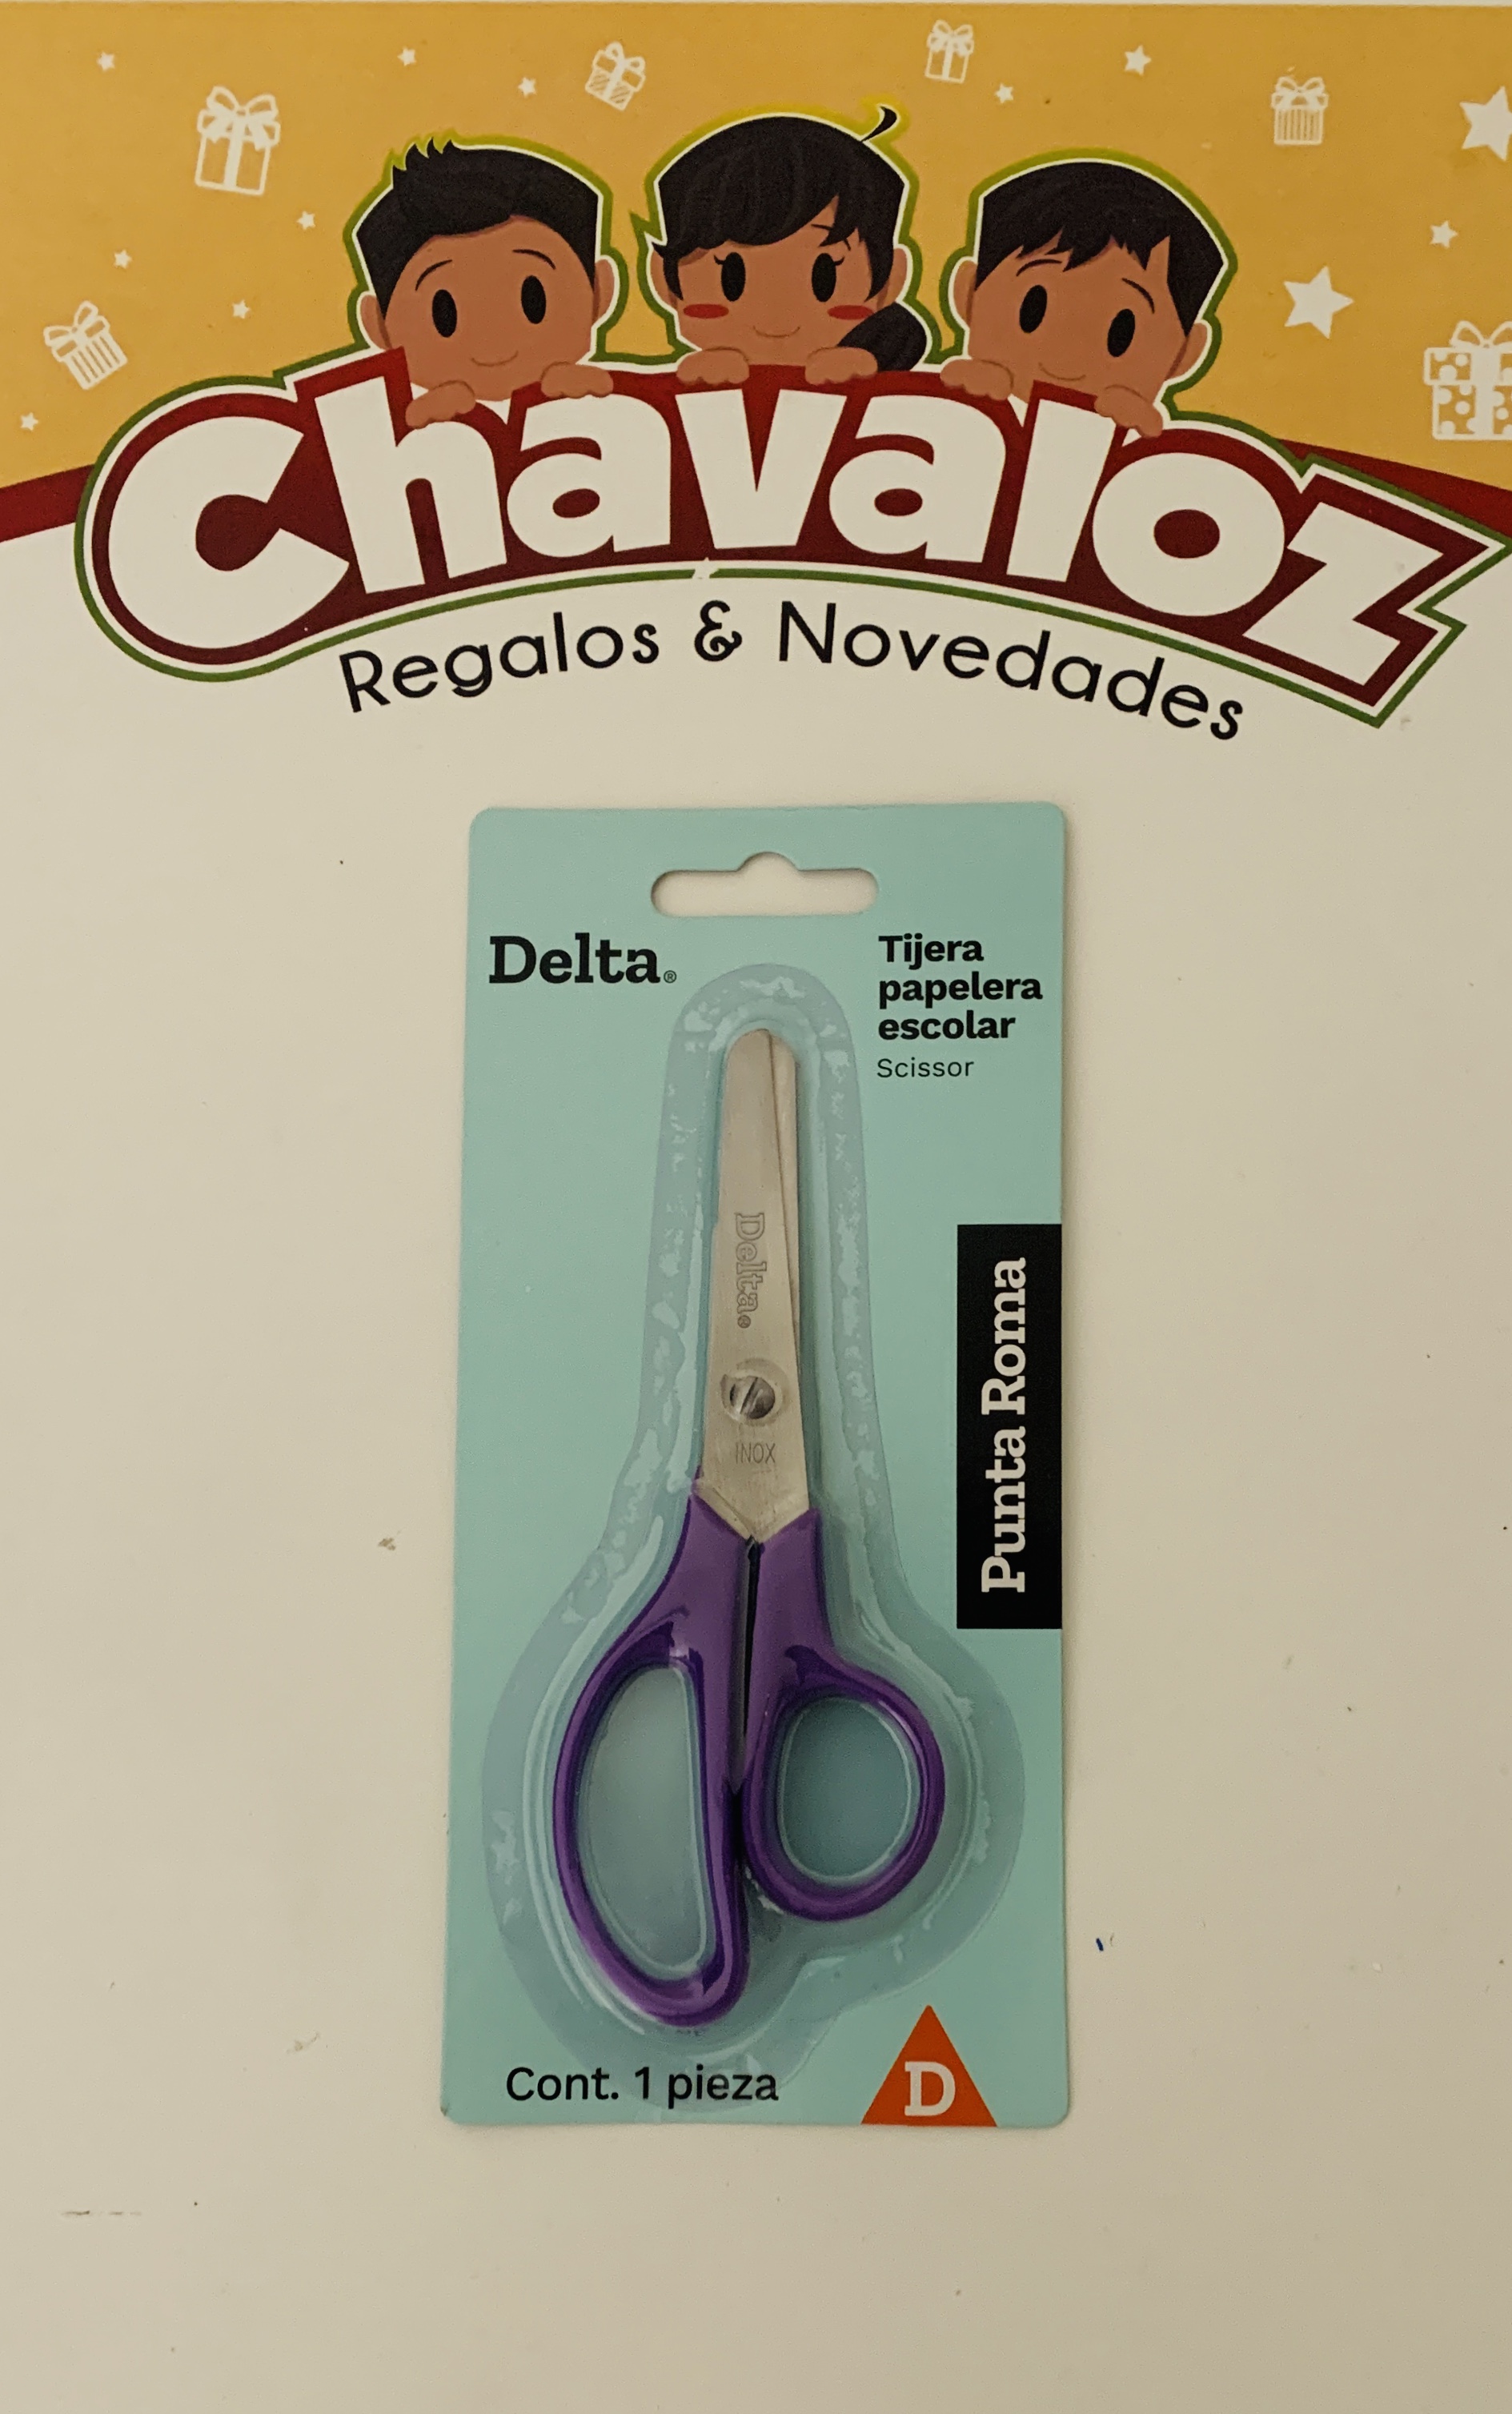 Chavaloz
Regalos & Novedades
Delta®
Tijera
papelera
escolar
Scissor
Delta®
INOX
Punta Roma
Cont. 1 pieza
D